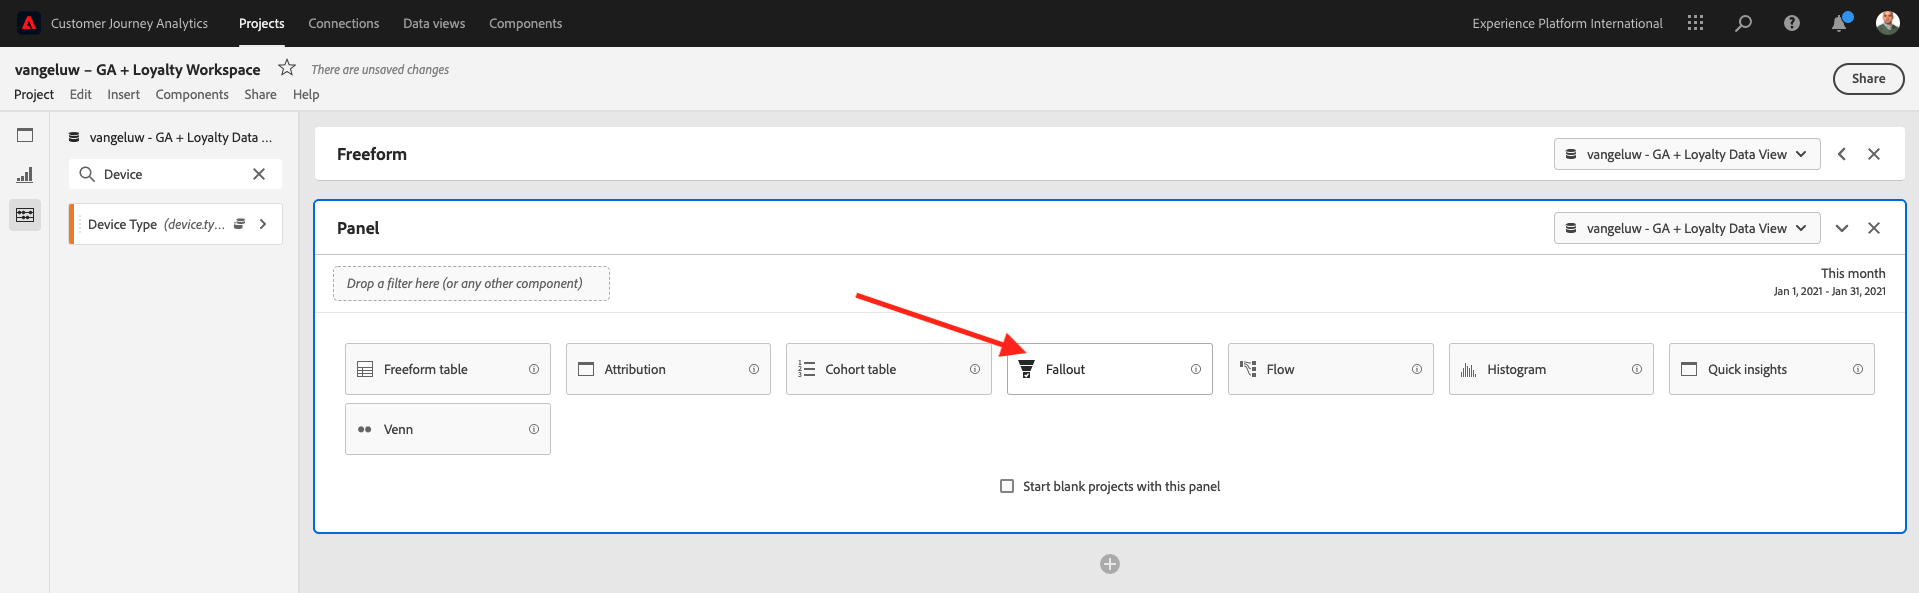 Customer Journey Analytics Projects Connections Data views Components Experience Platform International
vangeluw – GA + Loyalty Workspace There are unsaved changes
Share
Project Edit Insert Components Share Help
vangeluw - GA + Loyalty Data ...
Device
Device Type (device.ty...
Freeform vangeluw - GA + Loyalty Data View
Panel vangeluw - GA + Loyalty Data View
Drop a filter here (or any other component)
This month
Jan 1, 2021 - Jan 31, 2021
Freeform table Attribution Cohort table Fallout Flow Histogram Quick insights
Venn
Start blank projects with this panel